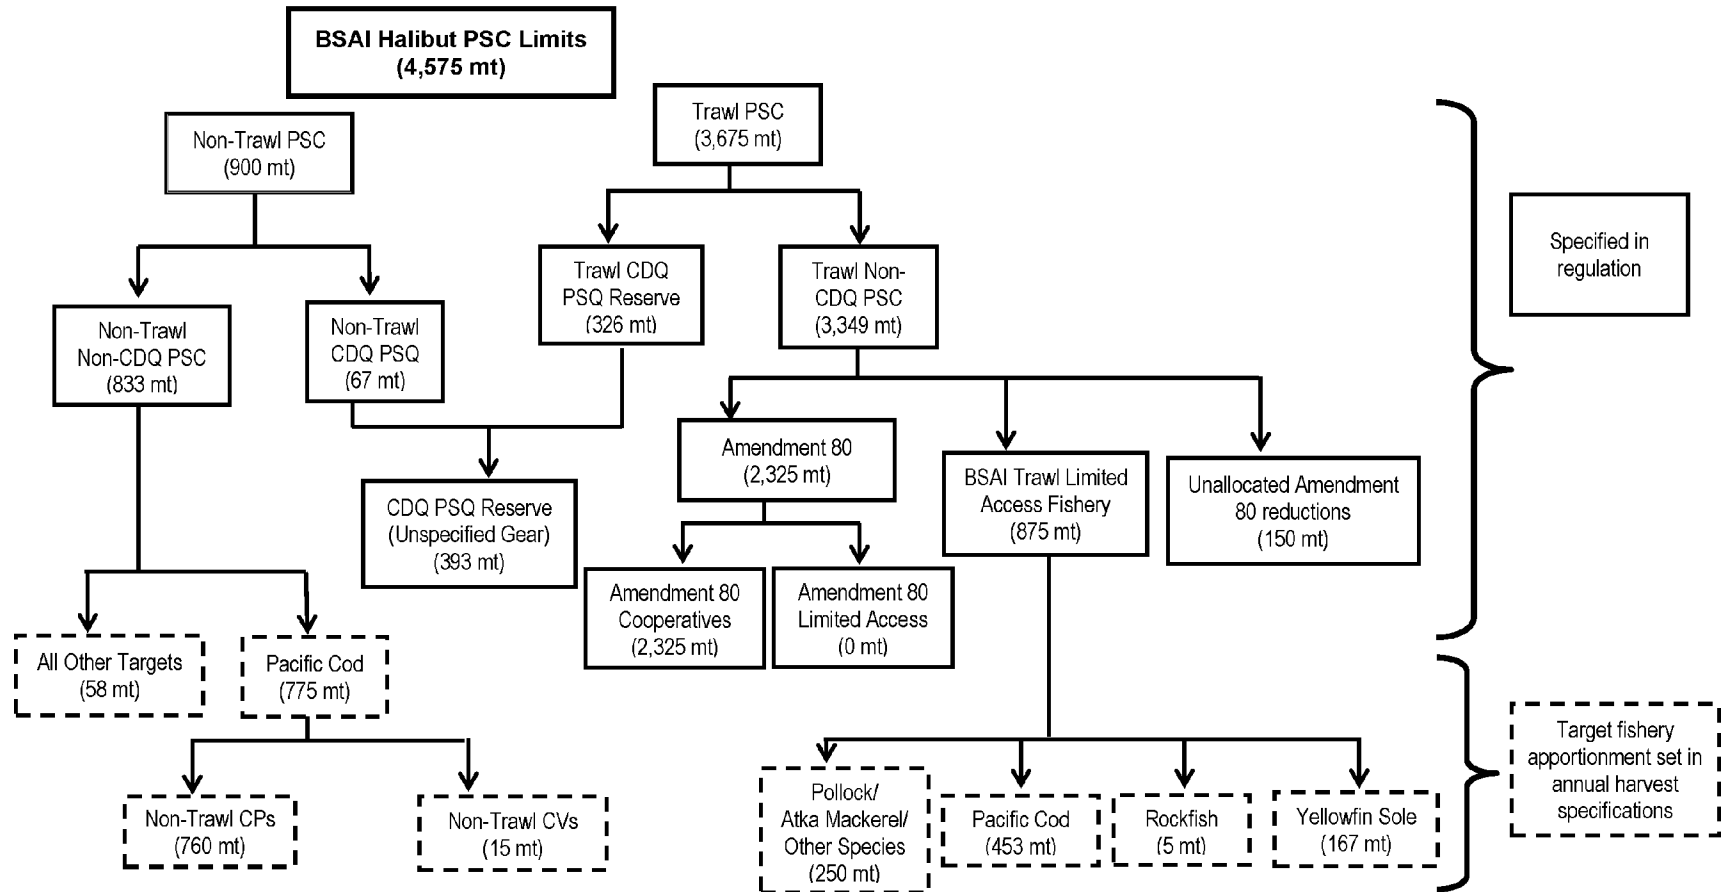 BSAI Halibut PSC Limits
(4,575 mt)
Trawl PSC
(3,675 mt)
Non-Trawl PSC
(900 mt)
Specified in
regulation
Trawl CDQ
PSQ Reserve
(326 mt)
Trawl Non-
CDQ PSC
(3,349 mt)
Non-Trawl
Non-CDQ PSC
(833 mt)
Non-Trawl
CDQ PSQ
(67 mt)
Amendment 80
(2,325 mt)
BSAI Trawl Limited
Access Fishery
(875 mt)
Unallocated Amendment
80 reductions
(150 mt)
CDQ PSQ Reserve
(Unspecified Gear)
(393 mt)
Amendment 80
Cooperatives
(2,325 mt)
Amendment 80
Limited Access
(0 mt)
All Other Targets
(58 mt)
Pacific Cod
(775 mt)
Target fishery
apportionment set in
annual harvest
specifications
Non-Trawl CPs
(760 mt)
Non-Trawl CVs
(15 mt)
Pollock/
Atka Mackerel/
Other Species
(250 mt)
Pacific Cod
(453 mt)
Rockfish
(5 mt)
Yellowfin Sole
(167 mt)